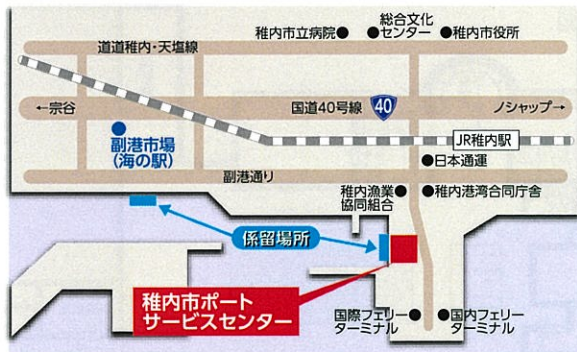 総合文化
センター
稚内市立病院
稚内市役所
道道稚内・天塩線
←宗谷
国道40号線
40
ノシャップ→
副港市場
(海の駅)
JR稚内駅
日本通運
副港通り
稚内漁業
協同組合
稚内港湾合同庁舎
係留場所
稚内市ポート
サービスセンター
国際フェリー
ターミナル
国内フェリー
ターミナル